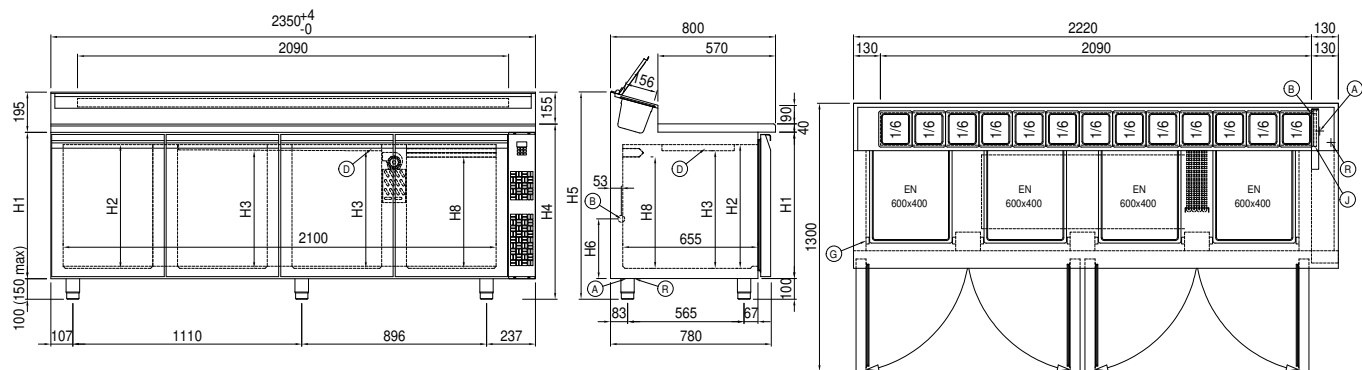 2350+4
-0
2090
195
155
H1
H2
H3
D
H3
H8
H4
2100
100 (150 max)
107
1110
896
237
800
570
156
90
40
H5
53
B
H6
H8
D
H3
H2
H1
655
A
R
100
83
565
67
780
2220
130
130
2090
130
B
A
1/6
1/6
1/6
1/6
1/6
1/6
1/6
1/6
1/6
1/6
1/6
1/6
1/6
R
J
EN
600x400
EN
600x400
EN
600x400
EN
600x400
G
1300